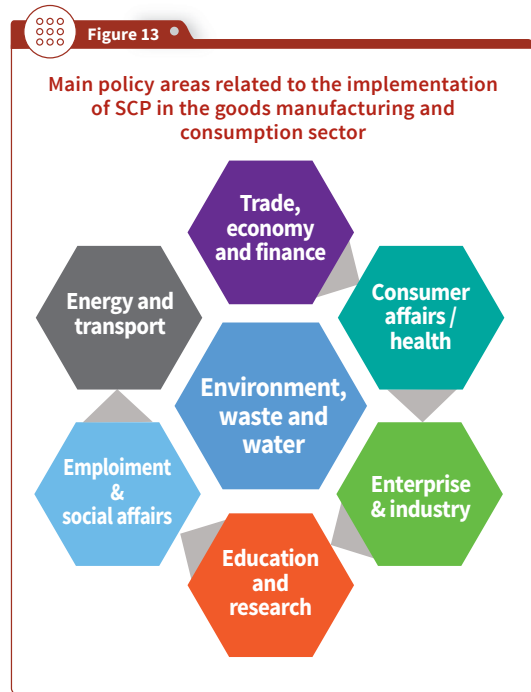 Figure 13
Main policy areas related to the implementation
of SCP in the goods manufacturing and
consumption sector
Trade,
economy
and finance
Consumer
affairs /
health
Enterprise
& industry
Education
and
research
Emploiment
&
social affairs
Energy and
transport
Environment,
waste and
water